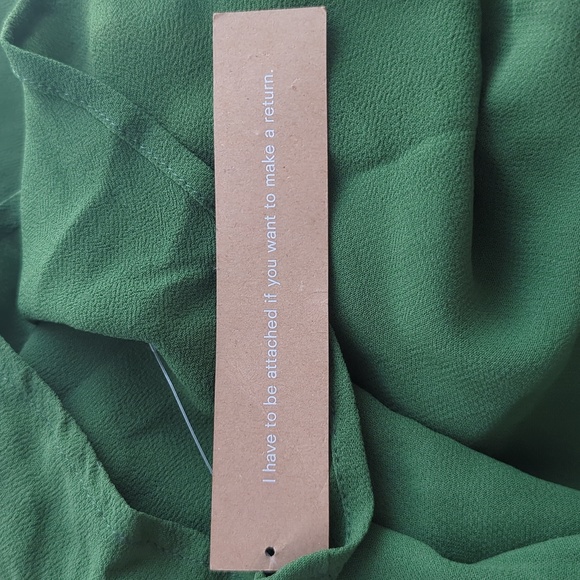 I have to be attached if you want to make a return.